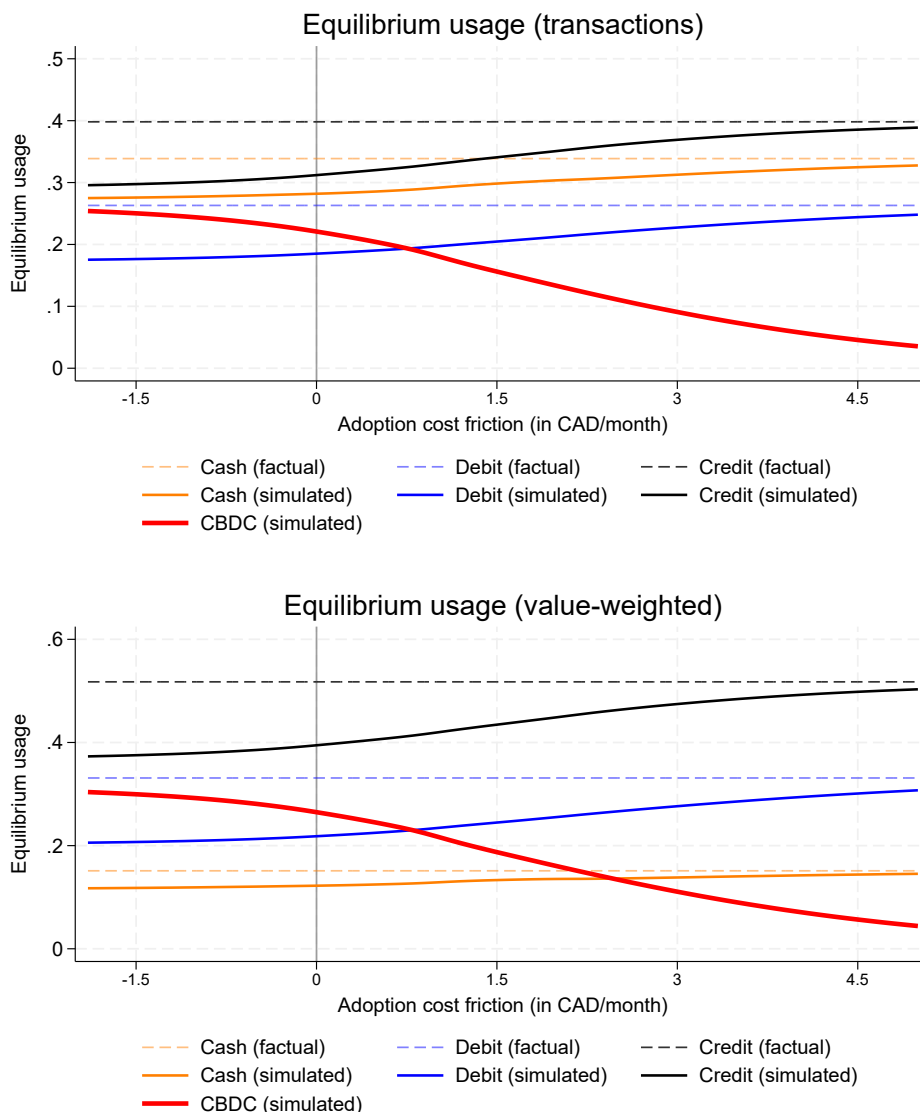 Equilibrium usage (transactions)
Equilibrium usage
.5
.4
.3
.2
.1
0
-1.5 0 1.5 3 4.5
Adoption cost friction (in CAD/month)
Cash (factual) Debit (factual) Credit (factual)
Cash (simulated) Debit (simulated) Credit (simulated)
CBDC (simulated)
Equilibrium usage (value-weighted)
Equilibrium usage
.6
.4
.2
0
-1.5 0 1.5 3 4.5
Adoption cost friction (in CAD/month)
Cash (factual) Debit (factual) Credit (factual)
Cash (simulated) Debit (simulated) Credit (simulated)
CBDC (simulated)